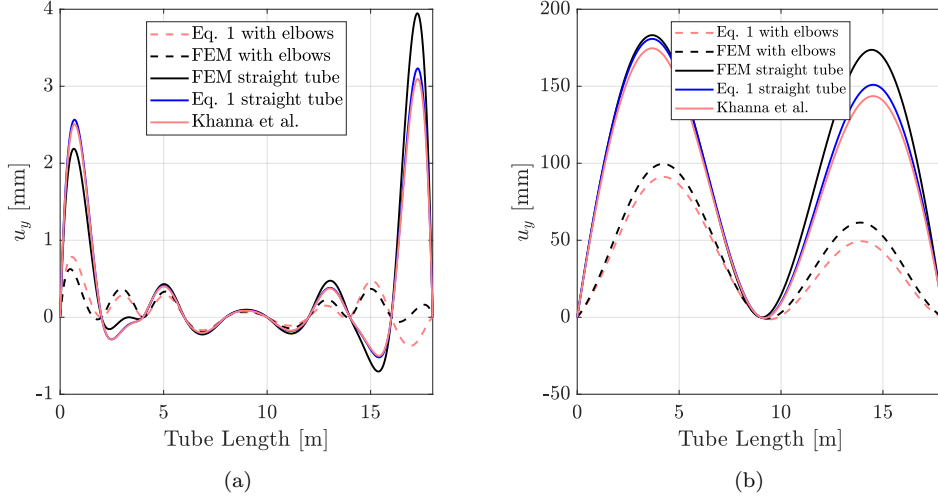 Eq. 1 with elbows
FEM with elbows
FEM straight tube
Eq. 1 straight tube
Khanna et al.
4
3
2
1
0
-1
u_y [mm]
0
5
10
15
Tube Length [m]
(a)
Eq. 1 with elbows
FEM with elbows
FEM straight tube
Eq. 1 straight tube
Khanna et al.
200
150
100
50
0
-50
u_y [mm]
0
5
10
15
Tube Length [m]
(b)